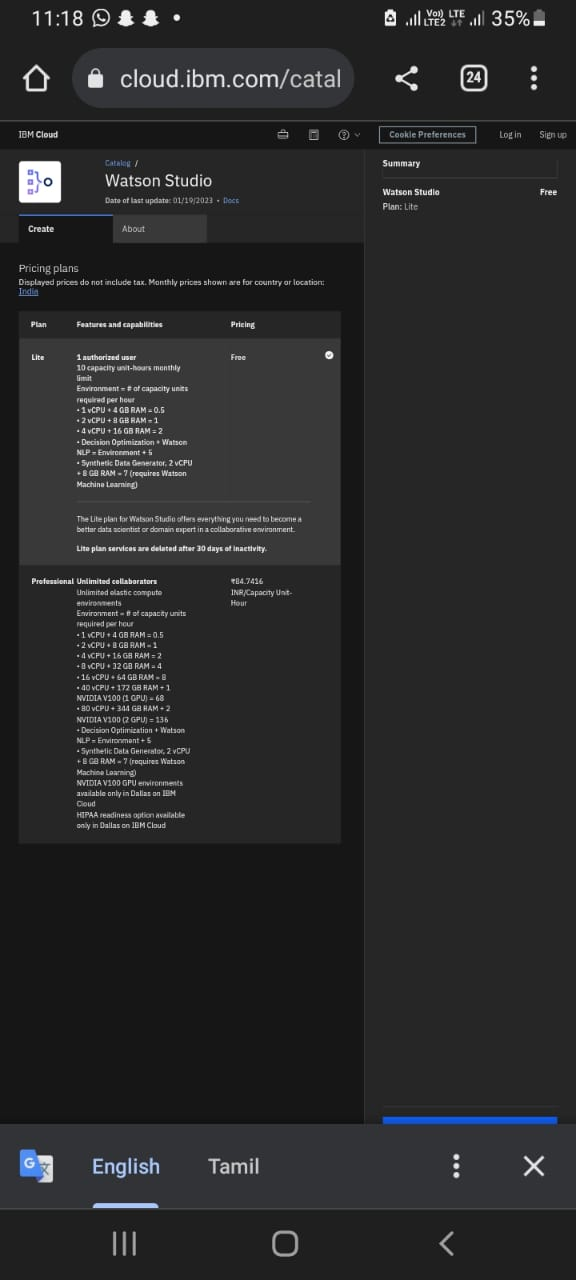 11:18
Vo)) LTE
LTE2
35%
cloud.ibm.com/catal
24
IBM Cloud
Cookie Preferences
Log in
Sign up
Catalog /
Watson Studio
Date of last update: 01/19/2023 • Docs
Create
About
Pricing plans
Displayed prices do not include tax. Monthly prices shown are for country or location:
India
Plan
Features and capabilities
Pricing
Lite
1 authorized user
Free
10 capacity unit-hours monthly
limit
Environment = # of capacity units
required per hour
• 1 vCPU + 4 GB RAM = 0.5
• 2 vCPU + 8 GB RAM = 1
• 4 vCPU + 16 GB RAM = 2
• Decision Optimization + Watson
NLP = Environment + 5
• Synthetic Data Generator, 2 vCPU
+ 8 GB RAM = 7 (requires Watson
Machine Learning)
The Lite plan for Watson Studio offers everything you need to become a
better data scientist or domain expert in a collaborative environment.
Lite plan services are deleted after 30 days of inactivity.
Professional
Unlimited collaborators
₹84.7416
INR/Capacity Unit-
Hour
Unlimited elastic compute
environments
Environment = # of capacity units
required per hour
• 1 vCPU + 4 GB RAM = 0.5
• 2 vCPU + 8 GB RAM = 1
• 4 vCPU + 16 GB RAM = 2
• 8 vCPU + 32 GB RAM = 4
• 16 vCPU + 64 GB RAM = 8
• 40 vCPU + 172 GB RAM + 1
NVIDIA V100 (1 GPU) = 68
• 80 vCPU + 344 GB RAM + 2
NVIDIA V100 (2 GPU) = 136
• Decision Optimization + Watson
NLP = Environment + 5
• Synthetic Data Generator, 2 vCPU
+ 8 GB RAM = 7 (requires Watson
Machine Learning)
NVIDIA V100 GPU environments
available only in Dallas on IBM
Cloud
HIPAA readiness option available
only in Dallas on IBM Cloud
Summary
Watson Studio
Free
Plan: Lite
G
文
English
Tamil